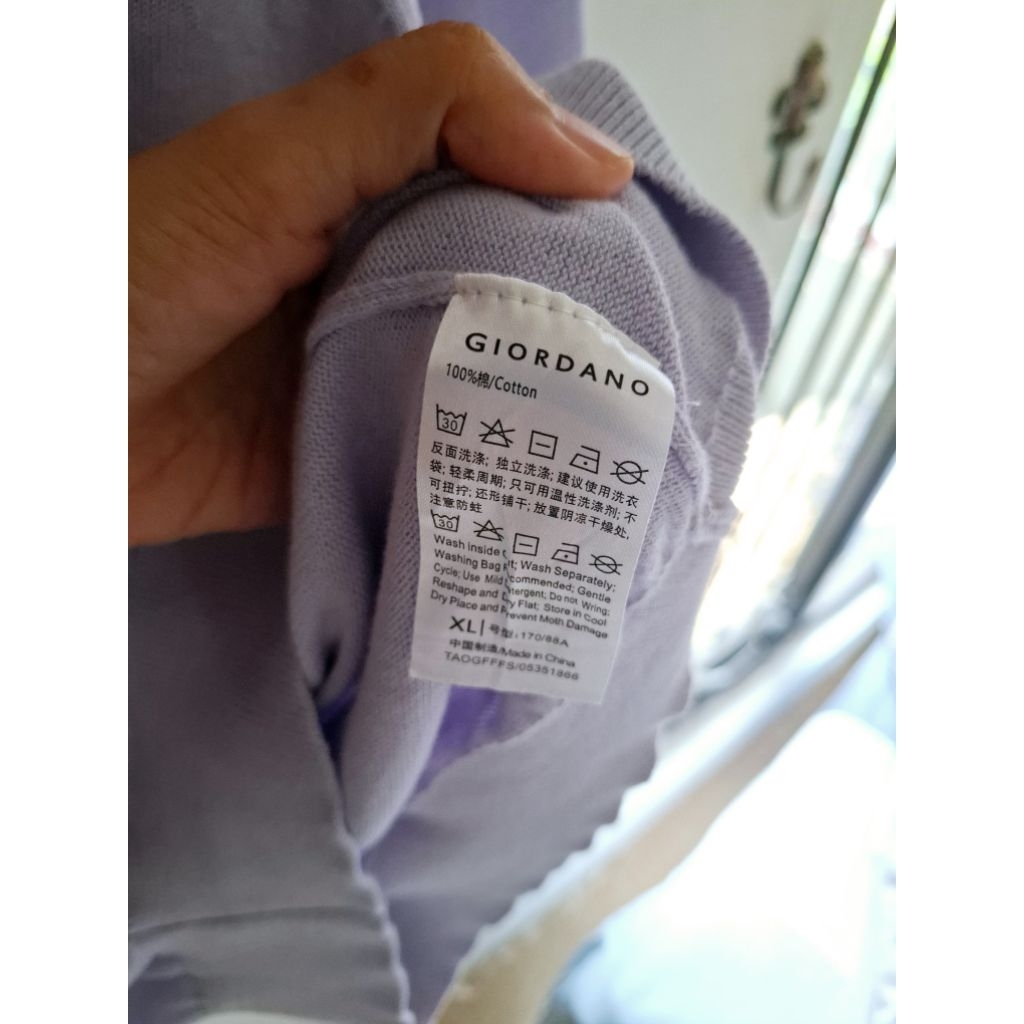 GIORDANO
100%棉/Cotton
30
反面洗涤; 独立洗涤; 建议使用洗衣
袋; 轻柔周期; 只可用温性洗涤剂; 不
可扭拧; 还形铺干; 放置阴凉干燥处,
注意防蛀
30
Wash inside t; Wash Separately;
Washing Bag commended; Gentle
Cycle; Use Mild tergent; Do not Wring;
Reshape and Dry Flat; Store in Cool
Dry Place and Prevent Moth Damage
XL| 号型: 170/88A
中国制造/Made in China
TAOGFFFS/05351866